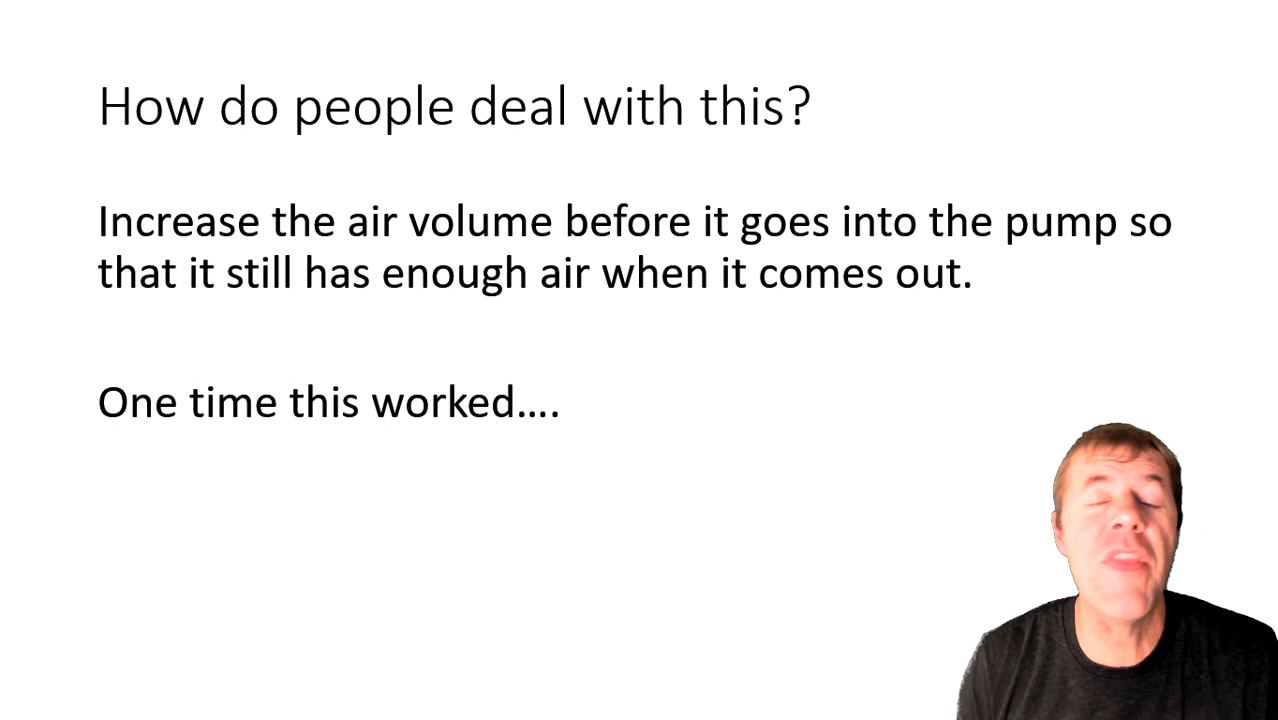 How do people deal with this?
Increase the air volume before it goes into the pump so
that it still has enough air when it comes out.
One time this worked....